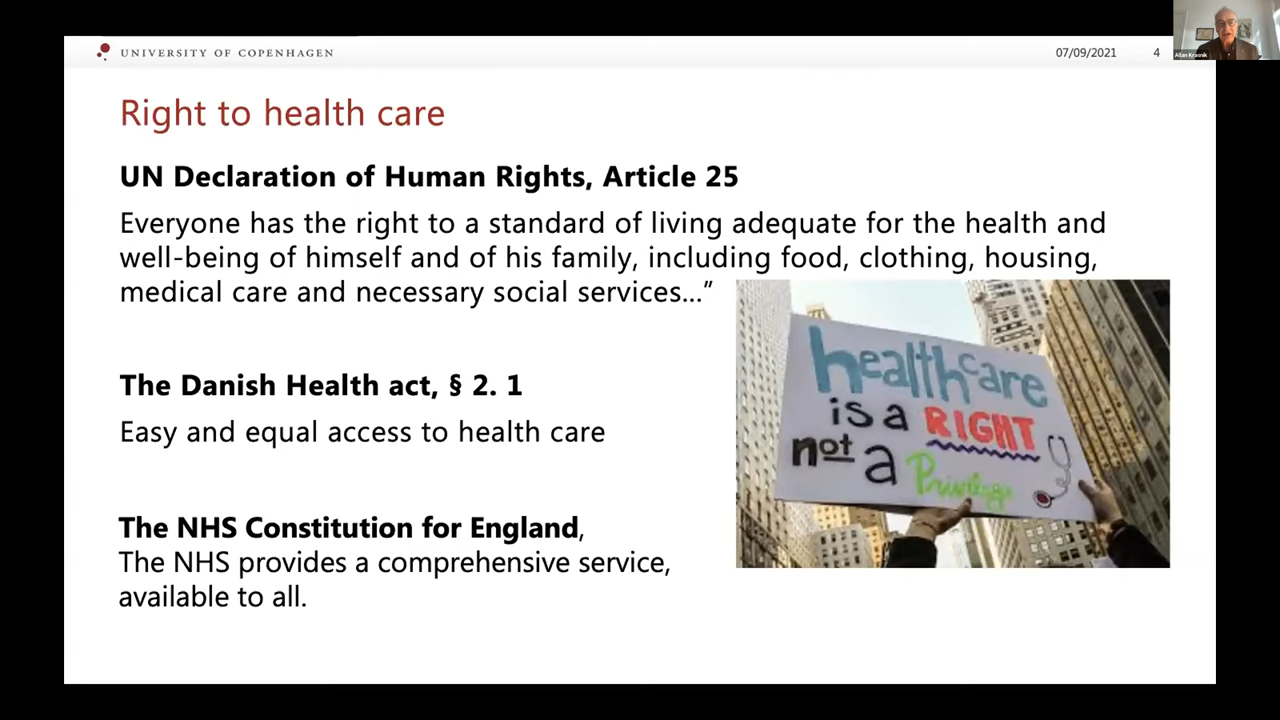 UNIVERSITY OF COPENHAGEN
07/09/2021 4
Allan Krasnik
Right to health care
UN Declaration of Human Rights, Article 25
Everyone has the right to a standard of living adequate for the health and
well-being of himself and of his family, including food, clothing, housing,
medical care and necessary social services...”
The Danish Health act, § 2. 1
Easy and equal access to health care
The NHS Constitution for England,
The NHS provides a comprehensive service,
available to all.
healthcare
is a RIGHT
not a Privilege